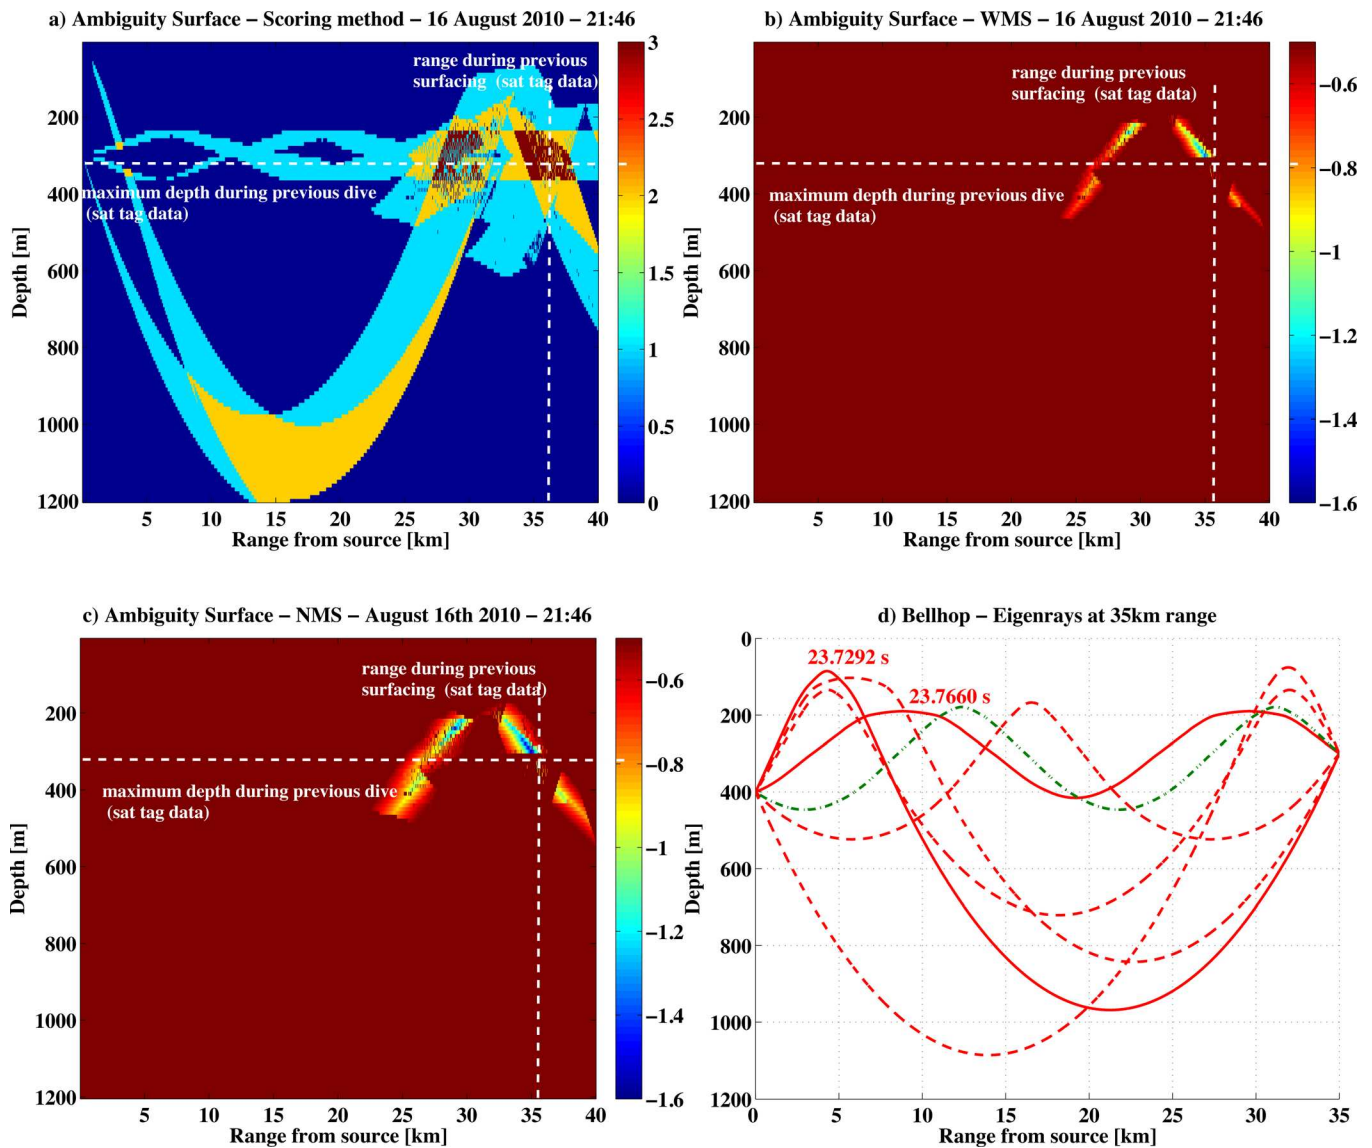 a) Ambiguity Surface – Scoring method – 16 August 2010 – 21:46
range during previous
surfacing (sat tag data)
maximum depth during previous dive
(sat tag data)
Depth [m]
200
400
600
800
1000
1200
5
10
15
20
25
30
35
40
Range from source [km]
3
2.5
2
1.5
1
0.5
0
b) Ambiguity Surface – WMS – 16 August 2010 – 21:46
range during previous
surfacing (sat tag data)
maximum depth during previous dive
(sat tag data)
Depth [m]
200
400
600
800
1000
1200
5
10
15
20
25
30
35
40
Range from source [km]
−0.6
−0.8
−1
−1.2
−1.4
−1.6
c) Ambiguity Surface – NMS – August 16th 2010 – 21:46
range during previous
surfacing (sat tag data)
maximum depth during previous dive
(sat tag data)
Depth [m]
200
400
600
800
1000
1200
5
10
15
20
25
30
35
40
Range from source [km]
−0.6
−0.8
−1
−1.2
−1.4
−1.6
d) Bellhop – Eigenrays at 35km range
23.7292 s
23.7660 s
Depth [m]
0
200
400
600
800
1000
1200
0
5
10
15
20
25
30
35
Range from source [km]